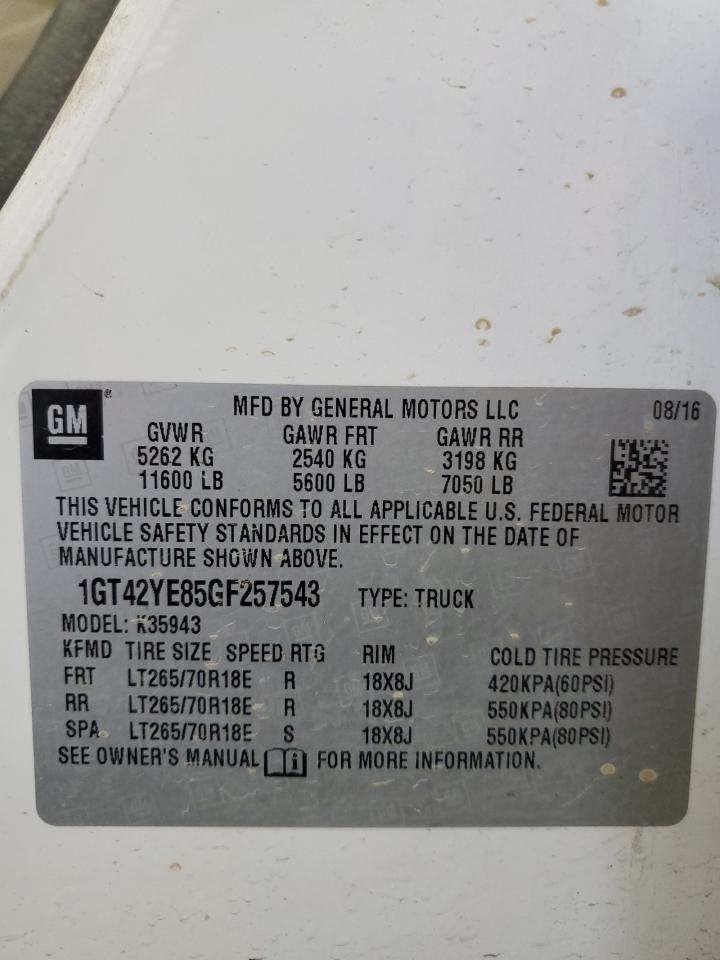 GM ®
MFD BY GENERAL MOTORS LLC 08/16
GVWR GAWR FRT GAWR RR
5262 KG 2540 KG 3198 KG
11600 LB 5600 LB 7050 LB
THIS VEHICLE CONFORMS TO ALL APPLICABLE U.S. FEDERAL MOTOR
VEHICLE SAFETY STANDARDS IN EFFECT ON THE DATE OF
MANUFACTURE SHOWN ABOVE.
1GT42YE85GF257543 TYPE: TRUCK
MODEL: K35943
KFMD TIRE SIZE SPEED RTG RIM COLD TIRE PRESSURE
FRT LT265/70R18E R 18X8J 420KPA(60PSI)
RR LT265/70R18E R 18X8J 550KPA(80PSI)
SPA LT265/70R18E S 18X8J 550KPA(80PSI)
SEE OWNER'S MANUAL i FOR MORE INFORMATION.